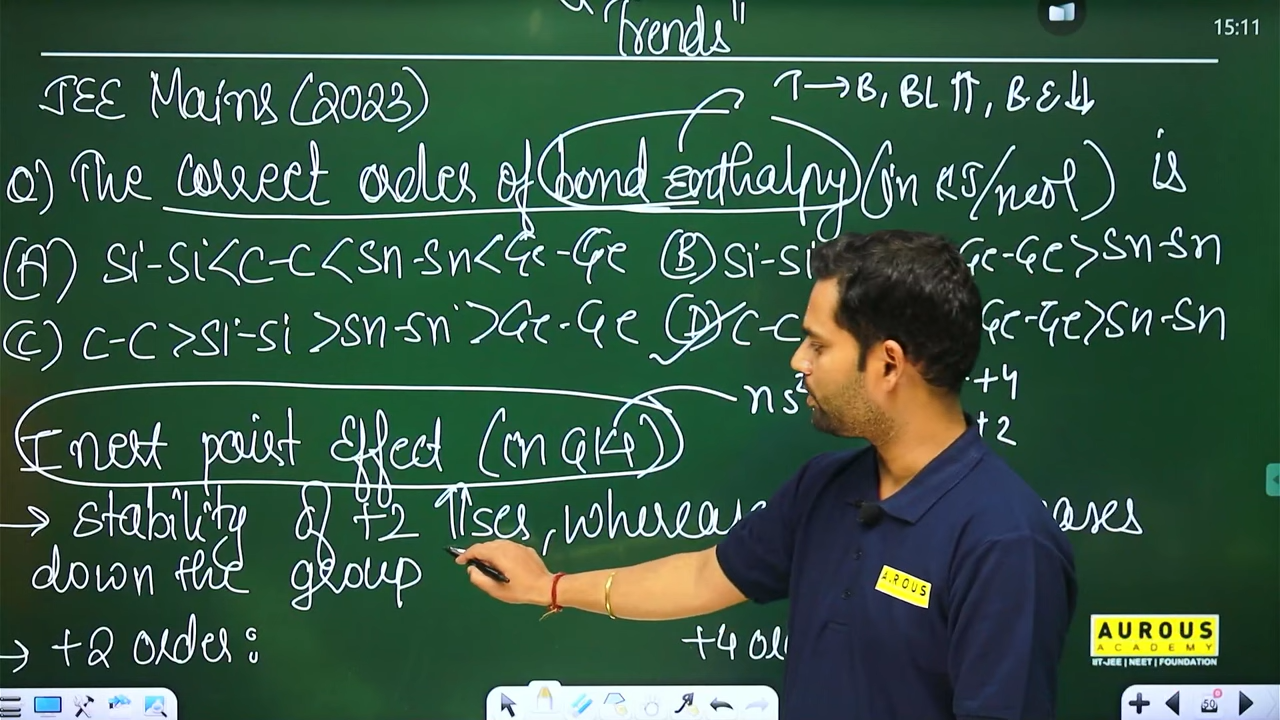 "Trends"
15:11
JEE Mains (2023)
↑→B, BL⇈, B.E⇊
Q) The correct order of bond enthalpy (in KJ/mol) is
(A) Si-Si<C-C<Sn-Sn<Ge-Ge (B) Si-Si Ge-Ge>Sn-Sn
(C) C-C>Si-Si>Sn-Sn>Ge-Ge (D) C-C Ge-Ge>Sn-Sn
ns² +4
+2
Inert pair Effect (in G14)
→ stability of +2 ⇈ses, whereas
down the group
→ +2 order: +4
AUROUS
AUROUS
ACADEMY
IIT-JEE | NEET | FOUNDATION
50